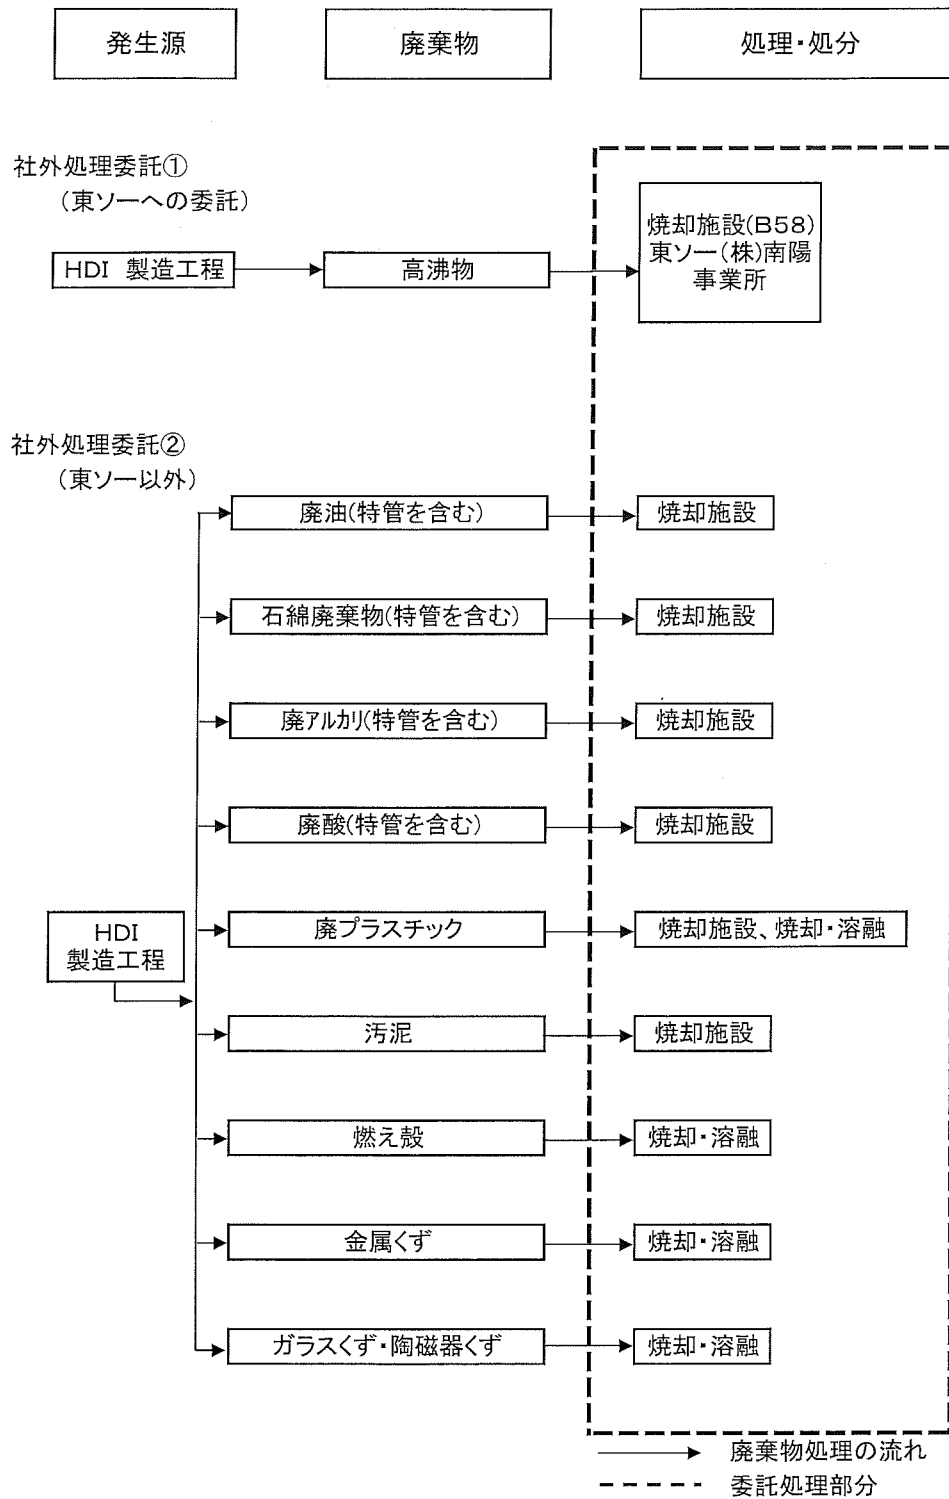 発生源
廃棄物
処理・処分
社外処理委託①
(東ソーへの委託)
HDI 製造工程
高沸物
焼却施設(B58)
東ソー(株)南陽
事業所
社外処理委託②
(東ソー以外)
廃油(特管を含む)
焼却施設
石綿廃棄物(特管を含む)
焼却施設
廃アルカリ(特管を含む)
焼却施設
廃酸(特管を含む)
焼却施設
HDI
製造工程
廃プラスチック
焼却施設、焼却・溶融
汚泥
焼却施設
燃え殻
焼却・溶融
金属くず
焼却・溶融
ガラスくず・陶磁器くず
焼却・溶融
廃棄物処理の流れ
委託処理部分